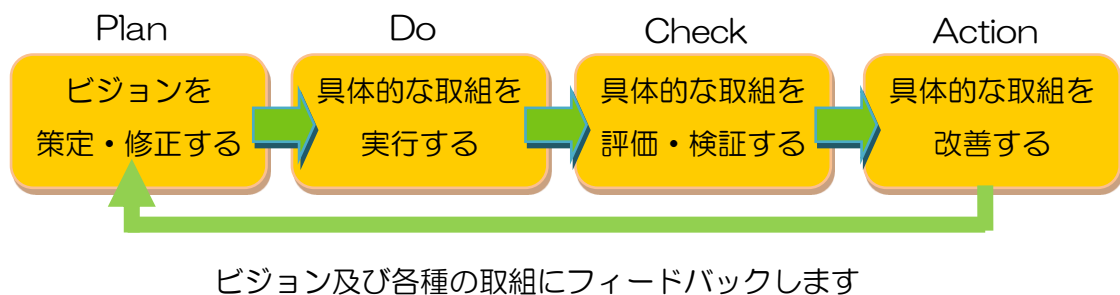 Plan
Do
Check
Action
ビジョンを
策定・修正する
具体的な取組を
実行する
具体的な取組を
評価・検証する
具体的な取組を
改善する
ビジョン及び各種の取組にフィードバックします